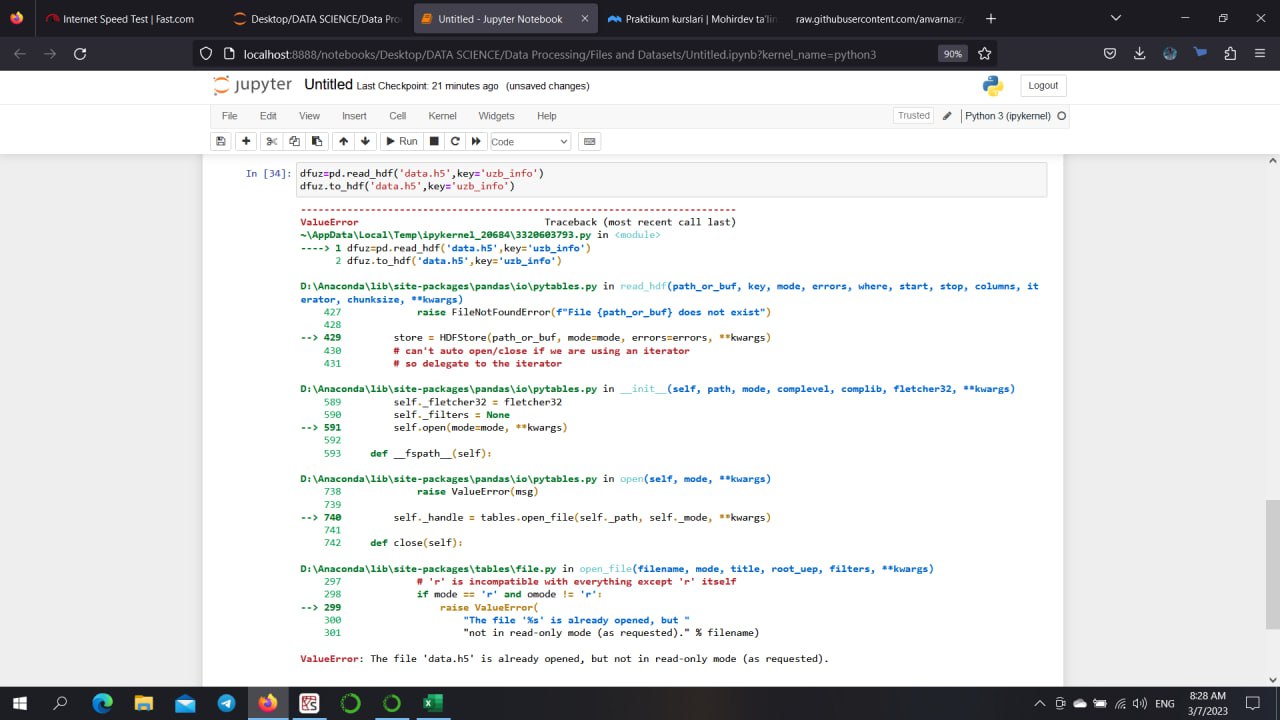 Internet Speed Test | Fast.com
Desktop/DATA SCIENCE/Data Pro
Untitled - Jupyter Notebook
Praktikum kurslari | Mohirdev ta'lin
raw.githubusercontent.com/anvarnarz/
localhost:8888/notebooks/Desktop/DATA SCIENCE/Data Processing/Files and Datasets/Untitled.ipynb?kernel_name=python3
90%
jupyter Untitled Last Checkpoint: 21 minutes ago (unsaved changes)
Logout
File Edit View Insert Cell Kernel Widgets Help
Trusted
Python 3 (ipykernel)
Run
Code
In [34]: dfuz=pd.read_hdf('data.h5',key='uzb_info')
dfuz.to_hdf('data.h5',key='uzb_info')
---------------------------------------------------------------------------
ValueError Traceback (most recent call last)
~\AppData\Local\Temp\ipykernel_20684\3320603793.py in <module>
----> 1 dfuz=pd.read_hdf('data.h5',key='uzb_info')
2 dfuz.to_hdf('data.h5',key='uzb_info')
D:\Anaconda\lib\site-packages\pandas\io\pytables.py in read_hdf(path_or_buf, key, mode, errors, where, start, stop, columns, it
erator, chunksize, **kwargs)
427 raise FileNotFoundError(f"File {path_or_buf} does not exist")
428
--> 429 store = HDFStore(path_or_buf, mode=mode, errors=errors, **kwargs)
430 # can't auto open/close if we are using an iterator
431 # so delegate to the iterator
D:\Anaconda\lib\site-packages\pandas\io\pytables.py in __init__(self, path, mode, complevel, complib, fletcher32, **kwargs)
589 self._fletcher32 = fletcher32
590 self._filters = None
--> 591 self.open(mode=mode, **kwargs)
592
593 def __fspath__(self):
D:\Anaconda\lib\site-packages\pandas\io\pytables.py in open(self, mode, **kwargs)
738 raise ValueError(msg)
739
--> 740 self._handle = tables.open_file(self._path, self._mode, **kwargs)
741
742 def close(self):
D:\Anaconda\lib\site-packages\tables\file.py in open_file(filename, mode, title, root_uep, filters, **kwargs)
297 # 'r' is incompatible with everything except 'r' itself
298 if mode == 'r' and omode != 'r':
--> 299 raise ValueError(
300 "The file '%s' is already opened, but "
301 "not in read-only mode (as requested)." % filename)
ValueError: The file 'data.h5' is already opened, but not in read-only mode (as requested).
ENG
8:28 AM
3/7/2023